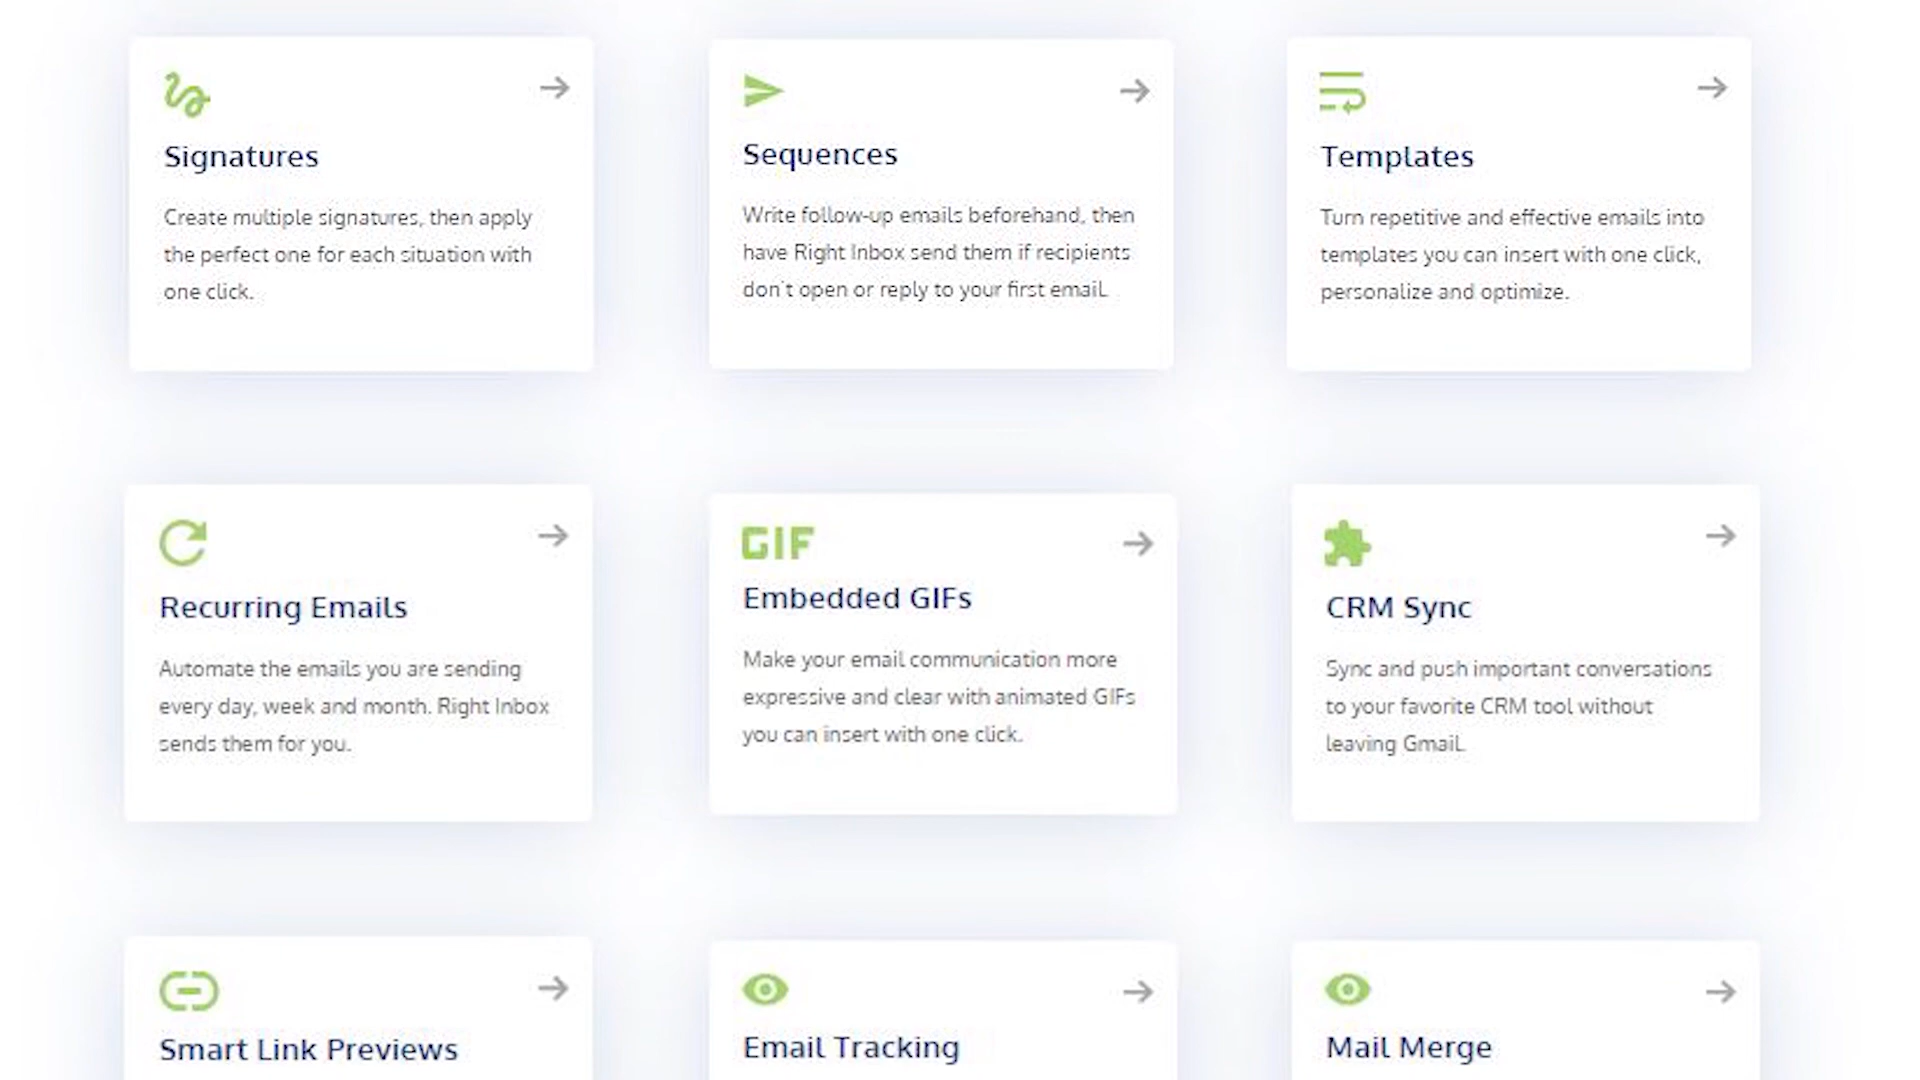 Signatures
Create multiple signatures, then apply
the perfect one for each situation with
one click.
Sequences
Write follow-up emails beforehand, then
have Right Inbox send them if recipients
don't open or reply to your first email.
Templates
Turn repetitive and effective emails into
templates you can insert with one click,
personalize and optimize.
Recurring Emails
Automate the emails you are sending
every day, week and month. Right Inbox
sends them for you.
GIF
Embedded GIFs
Make your email communication more
expressive and clear with animated GIFs
you can insert with one click.
CRM Sync
Sync and push important conversations
to your favorite CRM tool without
leaving Gmail.
Smart Link Previews
Email Tracking
Mail Merge